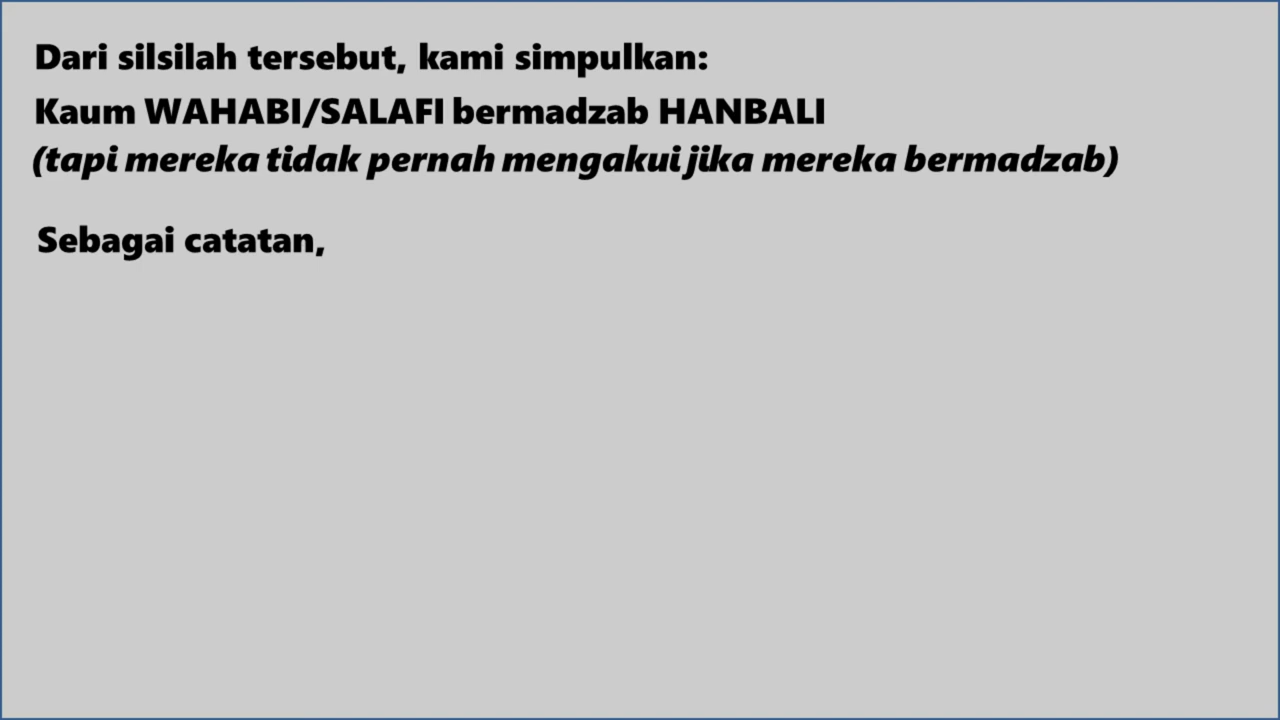 Dari silsilah tersebut, kami simpulkan:
Kaum WAHABI/SALAFI bermadzab HANBALI
(tapi mereka tidak pernah mengakui jika mereka bermadzab)
Sebagai catatan,